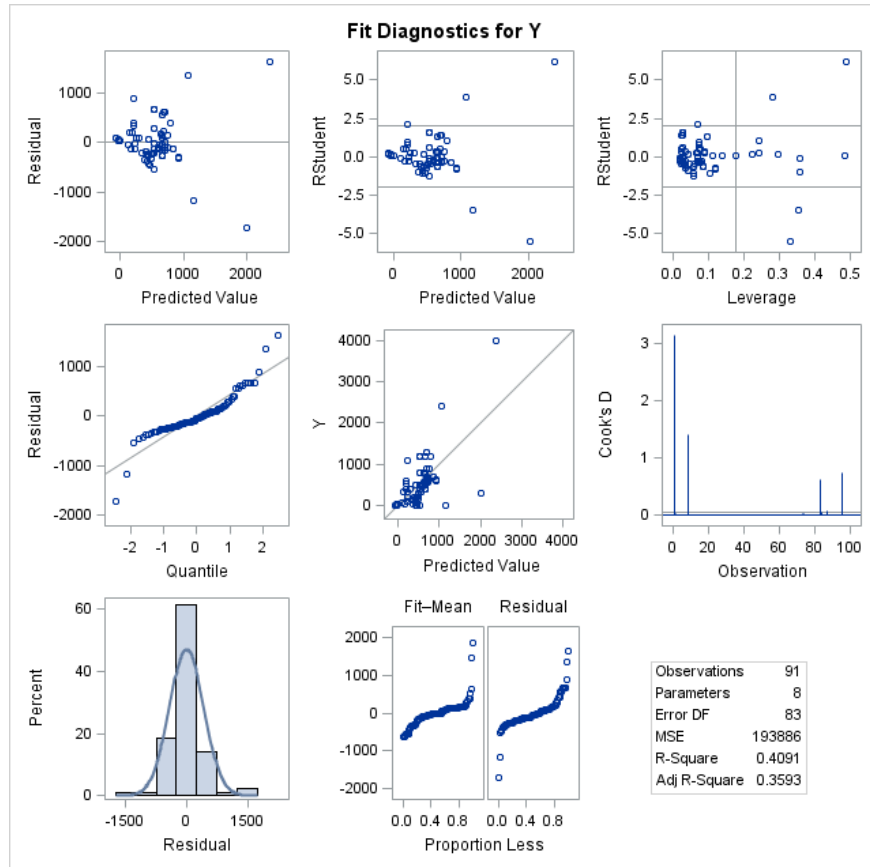 Fit Diagnostics for Y
Residual
1000
0
-1000
-2000
0 1000 2000
Predicted Value
RStudent
5.0
2.5
0.0
-2.5
-5.0
0 1000 2000
Predicted Value
RStudent
5.0
2.5
0.0
-2.5
-5.0
0.0 0.1 0.2 0.3 0.4 0.5
Leverage
Residual
1000
0
-1000
-2000
-2 -1 0 1 2
Quantile
Y
4000
3000
2000
1000
0
0 1000 2000 3000 4000
Predicted Value
Cook's D
3
2
1
0
0 20 40 60 80 100
Observation
Percent
60
40
20
0
-1500 0 1500
Residual
Fit–Mean Residual
2000
1000
0
-1000
-2000
0.0 0.4 0.8 0.0 0.4 0.8
Proportion Less
Observations 91
Parameters 8
Error DF 83
MSE 193886
R-Square 0.4091
Adj R-Square 0.3593